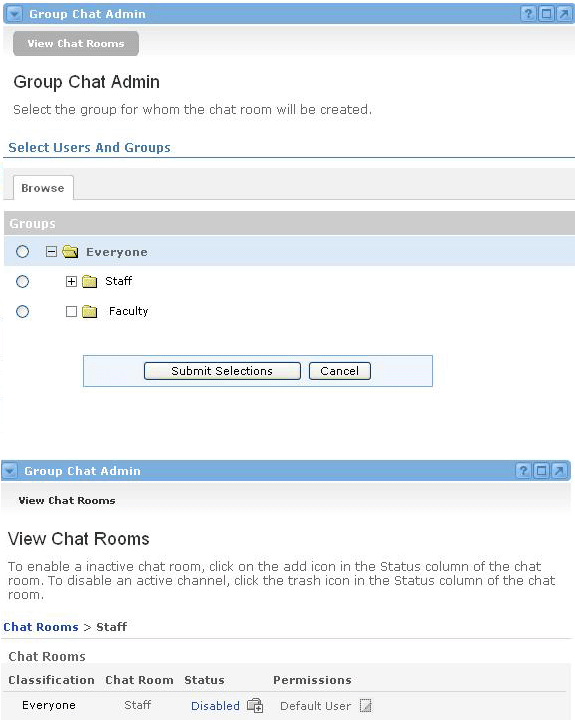 Group Chat Admin
View Chat Rooms
Group Chat Admin
Select the group for whom the chat room will be created.
Select Users And Groups
Browse
Groups
Everyone
Staff
Faculty
Submit Selections Cancel
Group Chat Admin
View Chat Rooms
View Chat Rooms
To enable a inactive chat room, click on the add icon in the Status column of the chat
room. To disable an active channel, click the trash icon in the Status column of the chat
room.
Chat Rooms > Staff
Chat Rooms
Classification Chat Room Status Permissions
Everyone Staff Disabled Default User